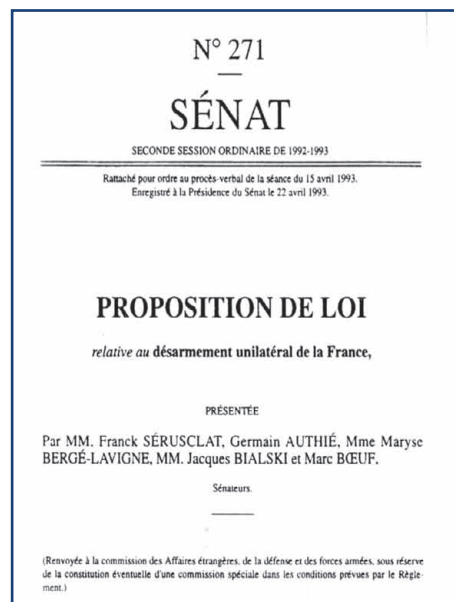 N° 271
SÉNAT
SECONDE SESSION ORDINAIRE DE 1992-1993
Rattaché pour ordre au procès-verbal de la séance du 15 avril 1993.
Enregistré à la Présidence du Sénat le 22 avril 1993.
PROPOSITION DE LOI
relative au désarmement unilatéral de la France,
PRÉSENTÉE
Par MM. Franck SÉRUSCLAT, Germain AUTHIÉ, Mme Maryse
BERGÉ-LAVIGNE, MM. Jacques BIALSKI et Marc BŒUF,
Sénateurs.
(Renvoyée à la commission des Affaires étrangères, de la défense et des forces armées, sous réserve
de la constitution éventuelle d'une commission spéciale dans les conditions prévues par le Règle-
ment.)